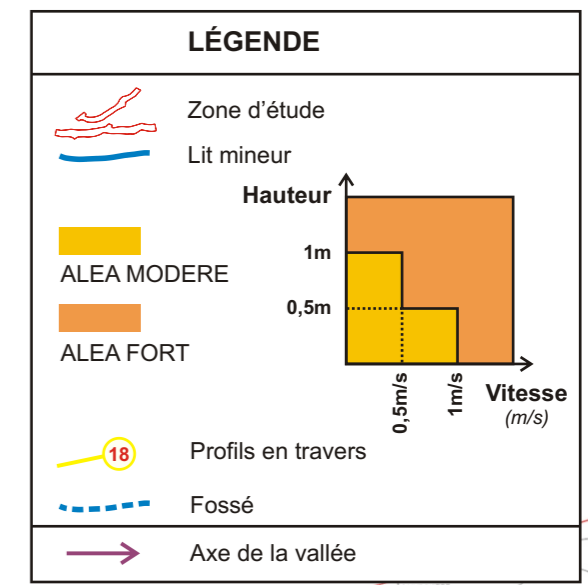 LÉGENDE
Zone d'étude
Lit mineur
Hauteur
1m
0,5m
0,5m/s
1m/s
Vitesse
(m/s)
ALEA MODERE
ALEA FORT
18
Profils en travers
Fossé
Axe de la vallée